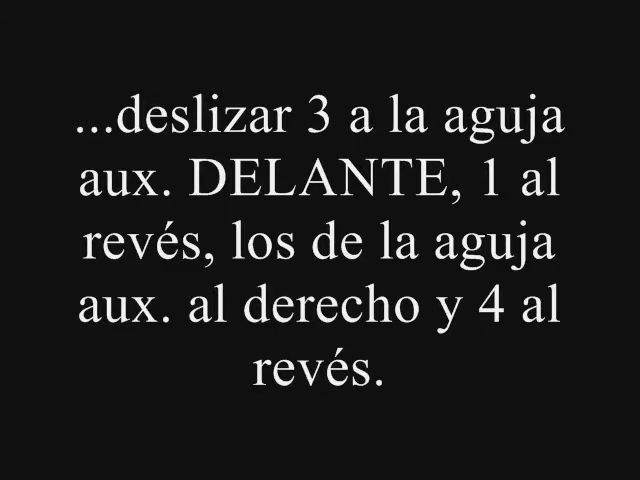 ...deslizar 3 a la aguja
aux. DELANTE, 1 al
revés, los de la aguja
aux. al derecho y 4 al
revés.